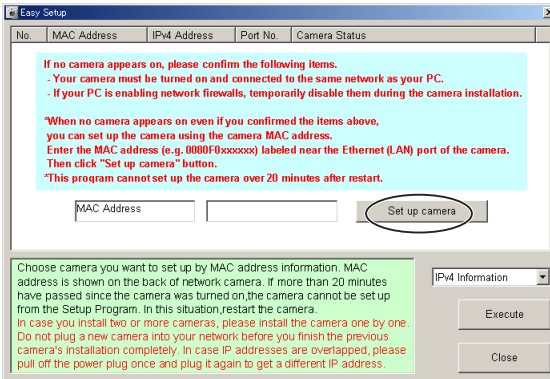 Easy Setup
No. MAC Address IPv4 Address Port No. Camera Status
If no camera appears on, please confirm the following items.
- Your camera must be turned on and connected to the same network as your PC.
- If your PC is enabling network firewalls, temporarily disable them during the camera installation.
*When no camera appears on even if you confirmed the items above,
you can set up the camera using the camera MAC address.
Enter the MAC address (e.g. 0080F0xxxxxx) labeled near the Ethernet (LAN) port of the camera.
Then click "Set up camera" button.
*This program cannot set up the camera over 20 minutes after restart.
MAC Address Set up camera
Choose camera you want to set up by MAC address information. MAC
address is shown on the back of network camera. If more than 20 minutes
have passed since the camera was turned on,the camera cannot be set up
from the Setup Program. In this situation,restart the camera.
In case you install two or more cameras, please install the camera one by one.
Do not plug a new camera into your network before you finish the previous
camera's installation completely. In case IP addresses are overlapped, please
pull off the power plug once and plug it again to get a different IP address.
IPv4 Information
Execute
Close